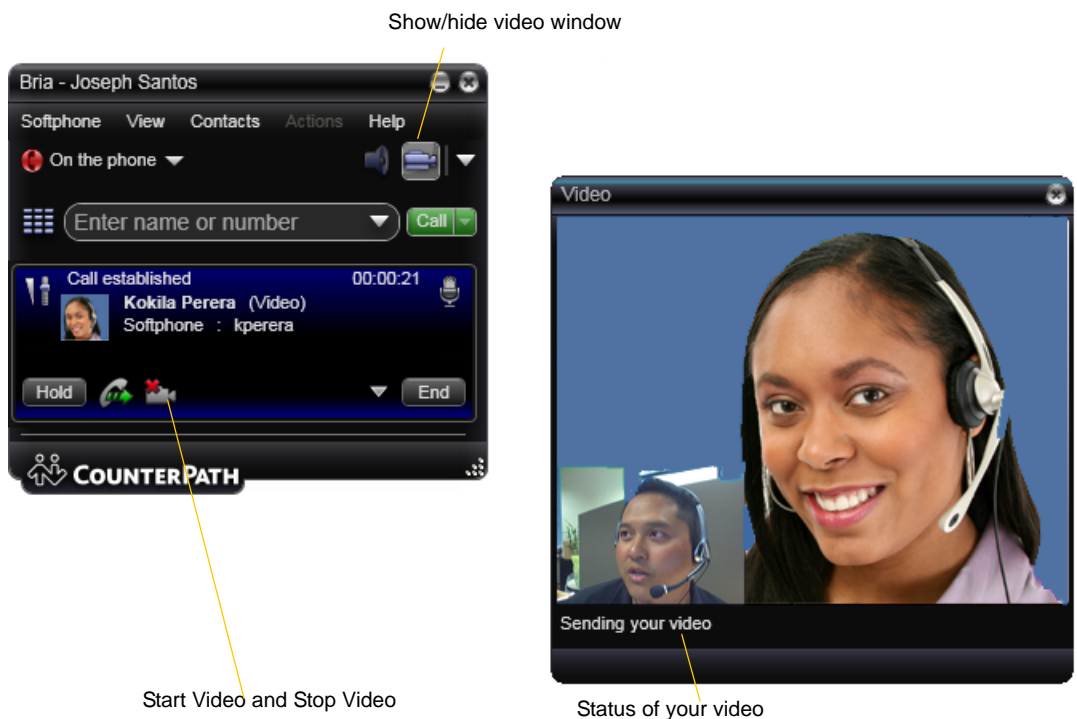 Show/hide video window
Bria - Joseph Santos
Softphone View Contacts Actions Help
On the phone
Enter name or number
Call
Call established 00:00:21
Kokila Perera (Video)
Softphone : kperera
Hold
End
COUNTERPATH
Video
Sending your video
Start Video and Stop Video
Status of your video